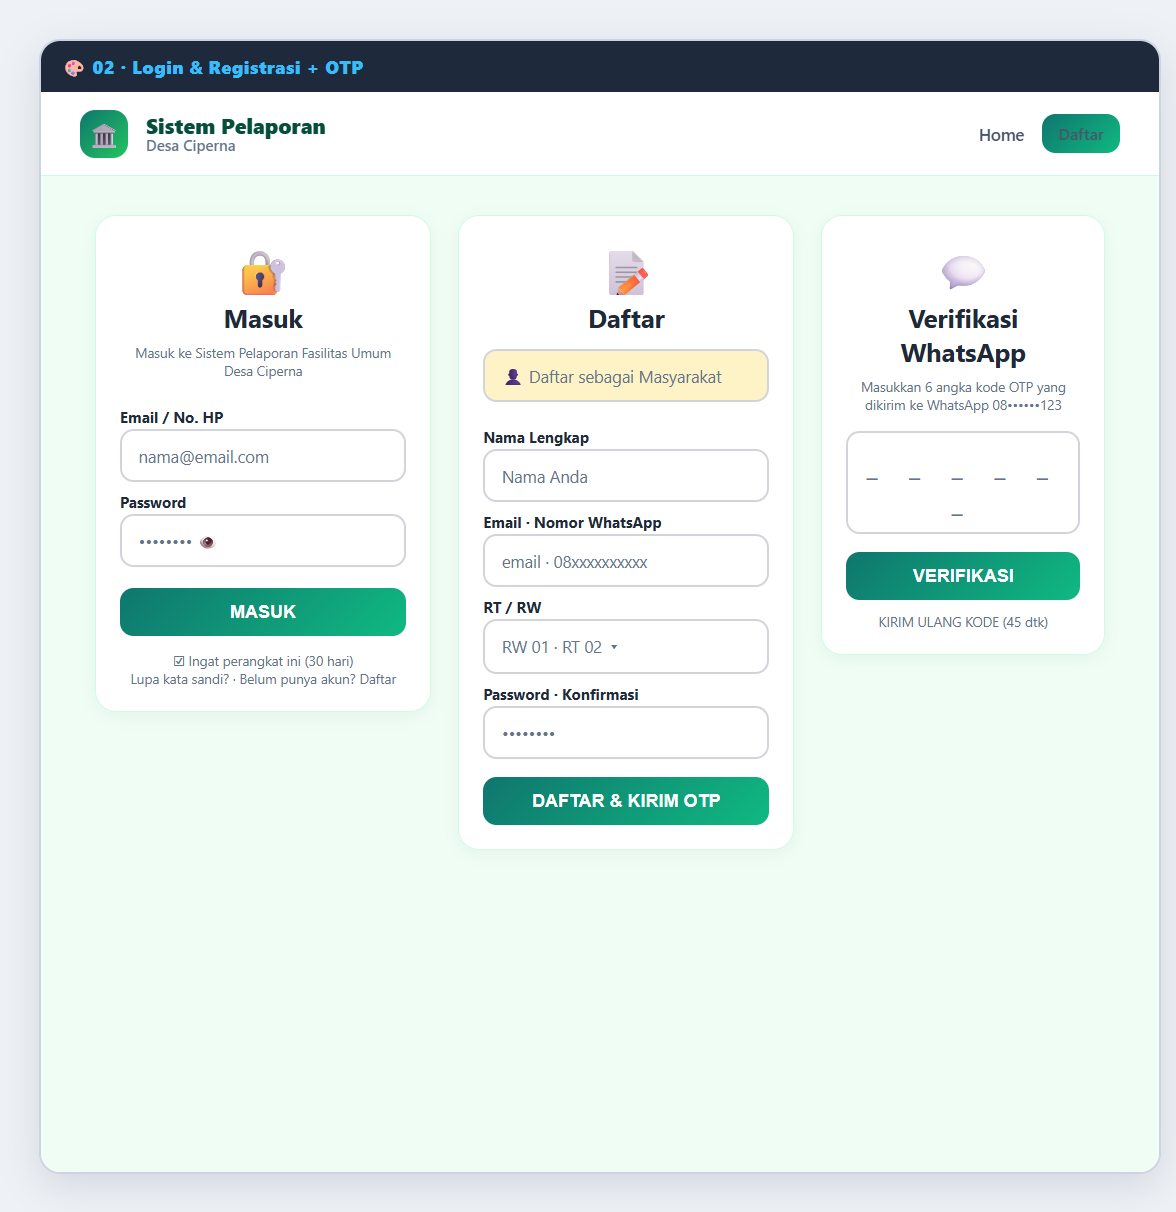 02 · Login & Registrasi + OTP
Sistem Pelaporan
Desa Ciperna
Home
Daftar
Masuk
Masuk ke Sistem Pelaporan Fasilitas Umum
Desa Ciperna
Email / No. HP
nama@email.com
Password
••••••••
MASUK
☑ Ingat perangkat ini (30 hari)
Lupa kata sandi? · Belum punya akun? Daftar
Daftar
Daftar sebagai Masyarakat
Nama Lengkap
Nama Anda
Email · Nomor WhatsApp
email · 08xxxxxxxxxx
RT / RW
RW 01 · RT 02
Password · Konfirmasi
••••••••
DAFTAR & KIRIM OTP
Verifikasi
WhatsApp
Masukkan 6 angka kode OTP yang
dikirim ke WhatsApp 08••••••123
_ _ _ _ _
_
VERIFIKASI
KIRIM ULANG KODE (45 dtk)